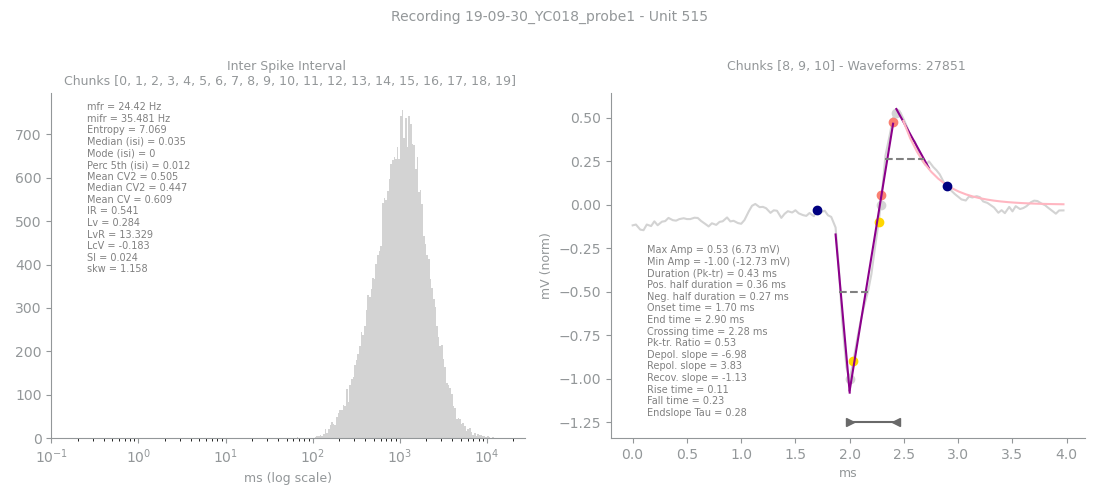 Recording 19-09-30_YC018_probe1 - Unit 515
Inter Spike Interval
Chunks [0, 1, 2, 3, 4, 5, 6, 7, 8, 9, 10, 11, 12, 13, 14, 15, 16, 17, 18, 19]
mfr = 24.42 Hz
mifr = 35.481 Hz
Entropy = 7.069
Median (isi) = 0.035
Mode (isi) = 0
Perc 5th (isi) = 0.012
Mean CV2 = 0.505
Median CV2 = 0.447
Mean CV = 0.609
IR = 0.541
Lv = 0.284
LvR = 13.329
LcV = -0.183
SI = 0.024
skw = 1.158
700
600
500
400
300
200
100
0
10⁻¹ 10⁰ 10¹ 10² 10³ 10⁴
ms (log scale)
Chunks [8, 9, 10] - Waveforms: 27851
mV (norm)
0.50
0.25
0.00
−0.25
−0.50
−0.75
−1.00
−1.25
Max Amp = 0.53 (6.73 mV)
Min Amp = -1.00 (-12.73 mV)
Duration (Pk-tr) = 0.43 ms
Pos. half duration = 0.36 ms
Neg. half duration = 0.27 ms
Onset time = 1.70 ms
End time = 2.90 ms
Crossing time = 2.28 ms
Pk-tr. Ratio = 0.53
Depol. slope = -6.98
Repol. slope = 3.83
Recov. slope = -1.13
Rise time = 0.11
Fall time = 0.23
Endslope Tau = 0.28
0.0 0.5 1.0 1.5 2.0 2.5 3.0 3.5 4.0
ms